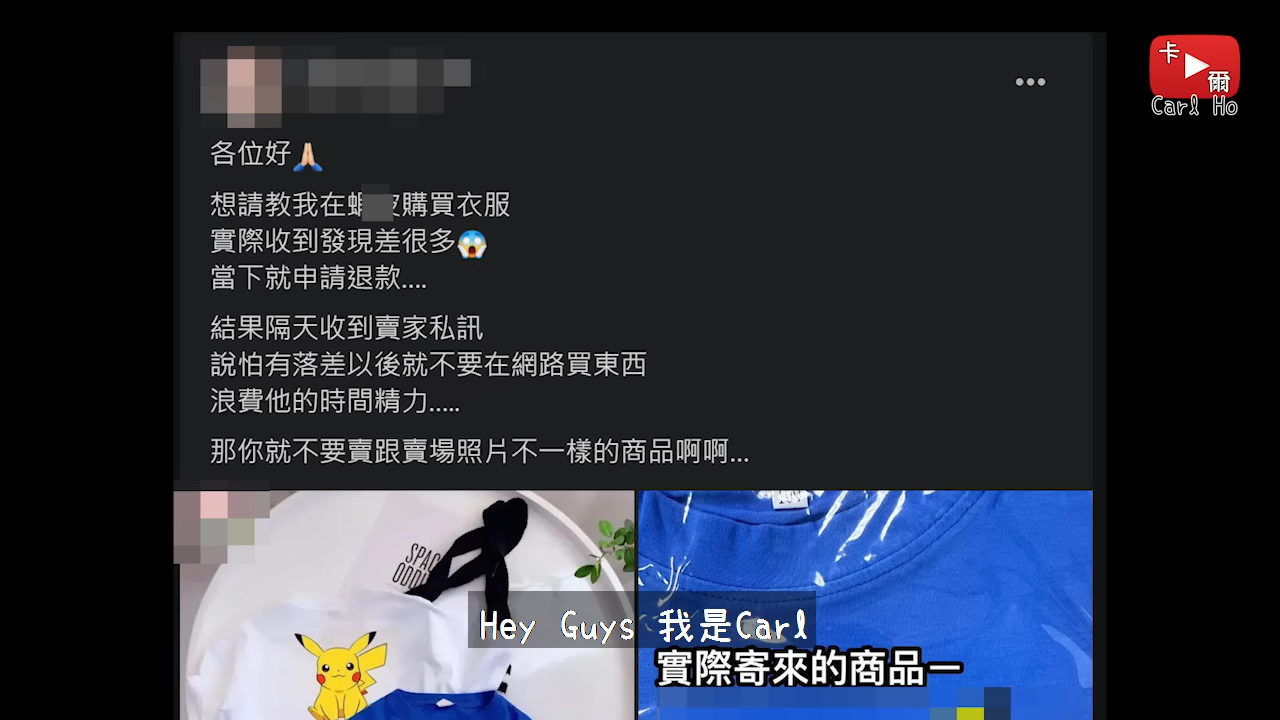 卡
爾
Carl Ho
各位好🙏🏻
想請教我在蝦皮購買衣服
實際收到發現差很多😱
當下就申請退款....
結果隔天收到賣家私訊
說怕有落差以後就不要在網路買東西
浪費他的時間精力.....
那你就不要賣跟賣場照片不一樣的商品啊啊...
Hey Guys 我是Carl
實際寄來的商品一